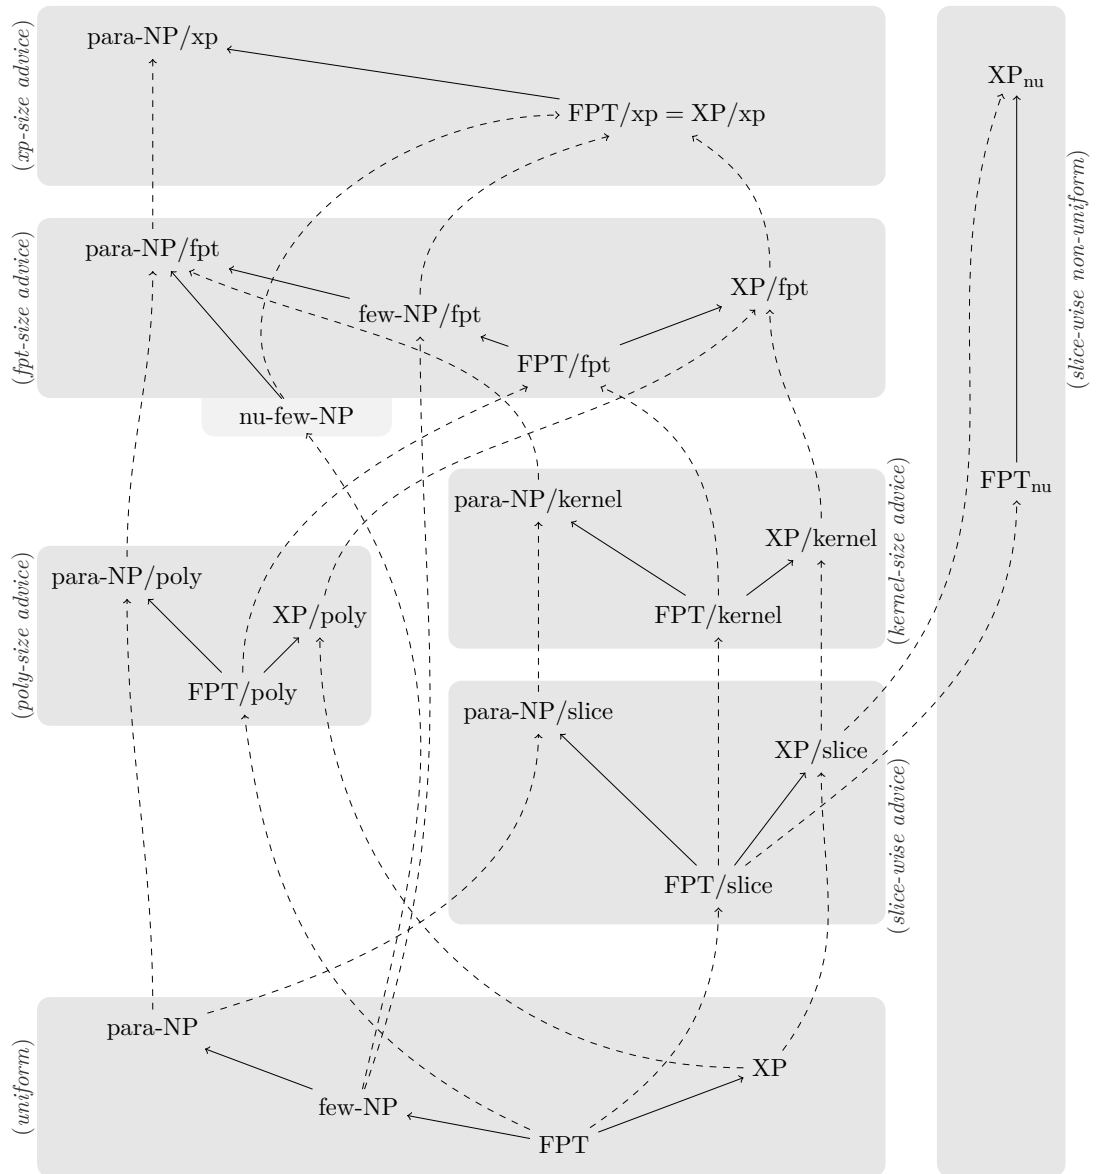 para-NP/xp
FPT/xp = XP/xp
(xp-size advice)
XP_nu
para-NP/fpt
XP/fpt
few-NP/fpt
FPT/fpt
(fpt-size advice)
nu-few-NP
(slice-wise non-uniform)
FPT_nu
para-NP/kernel
XP/kernel
FPT/kernel
(kernel-size advice)
para-NP/poly
XP/poly
FPT/poly
(poly-size advice)
para-NP/slice
XP/slice
FPT/slice
(slice-wise advice)
para-NP
XP
few-NP
FPT
(uniform)